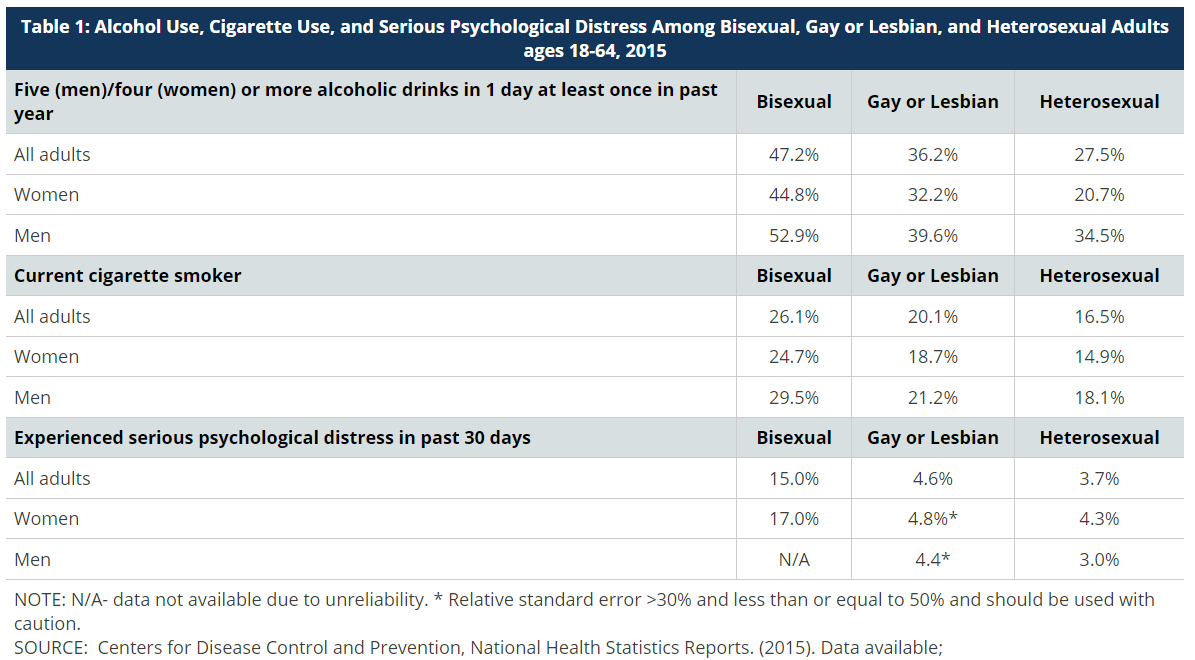 Table 1: Alcohol Use, Cigarette Use, and Serious Psychological Distress Among Bisexual, Gay or Lesbian, and Heterosexual Adults
ages 18-64, 2015
Five (men)/four (women) or more alcoholic drinks in 1 day at least once in past
year
Bisexual Gay or Lesbian Heterosexual
All adults 47.2% 36.2% 27.5%
Women 44.8% 32.2% 20.7%
Men 52.9% 39.6% 34.5%
Current cigarette smoker Bisexual Gay or Lesbian Heterosexual
All adults 26.1% 20.1% 16.5%
Women 24.7% 18.7% 14.9%
Men 29.5% 21.2% 18.1%
Experienced serious psychological distress in past 30 days Bisexual Gay or Lesbian Heterosexual
All adults 15.0% 4.6% 3.7%
Women 17.0% 4.8%* 4.3%
Men N/A 4.4* 3.0%
NOTE: N/A- data not available due to unreliability. * Relative standard error >30% and less than or equal to 50% and should be used with
caution.
SOURCE: Centers for Disease Control and Prevention, National Health Statistics Reports. (2015). Data available;